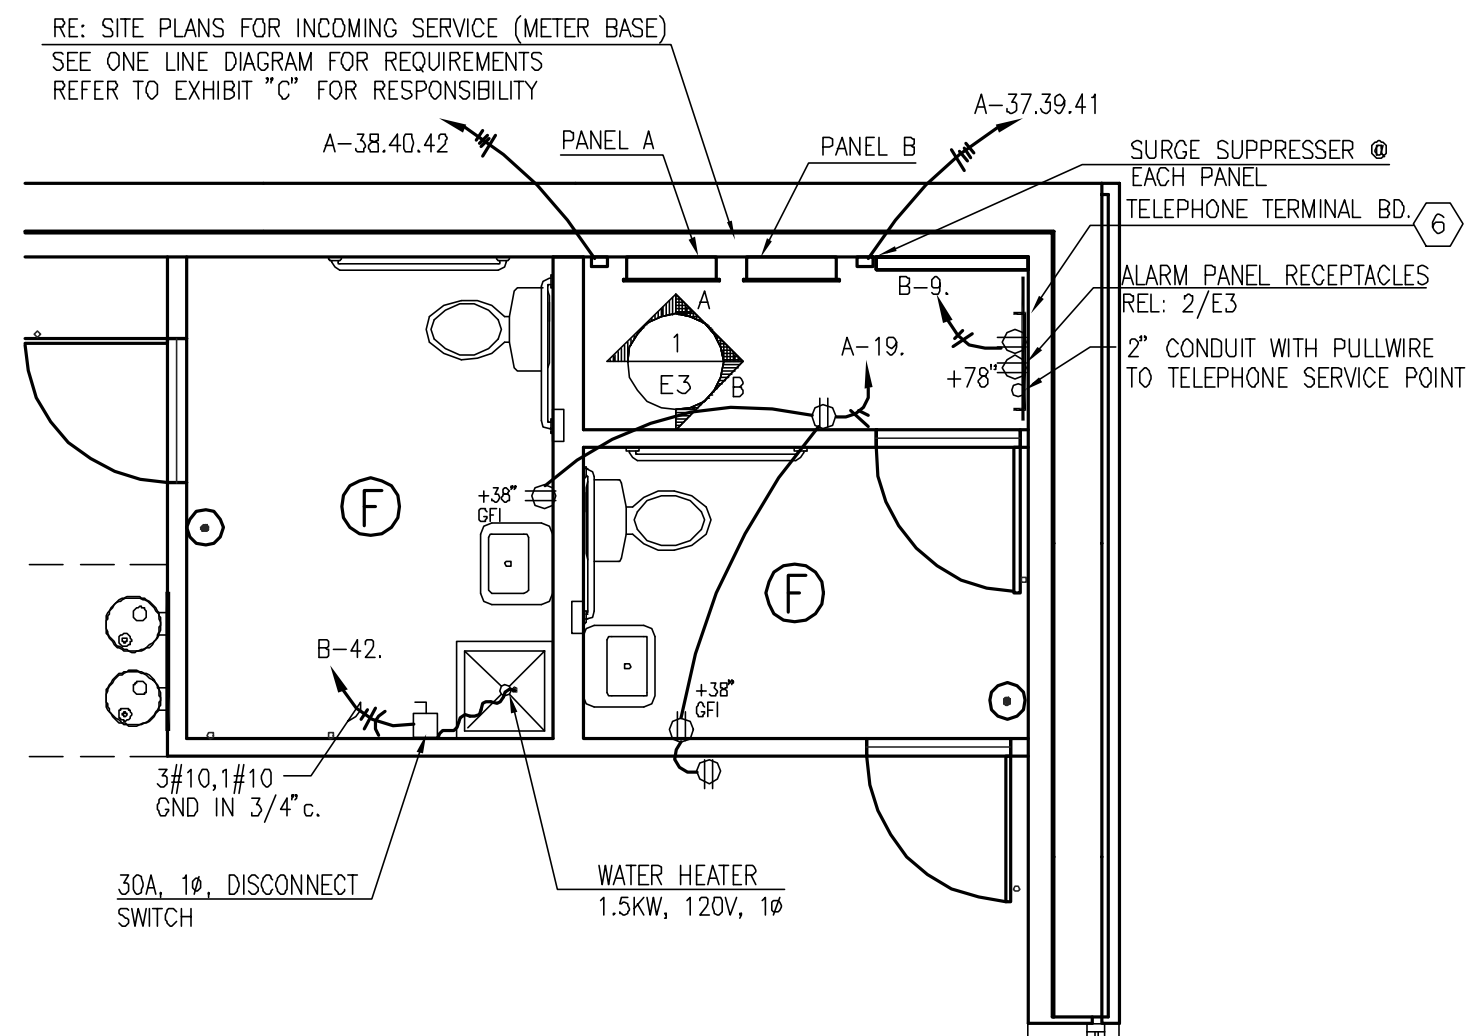 RE: SITE PLANS FOR INCOMING SERVICE (METER BASE)
SEE ONE LINE DIAGRAM FOR REQUIREMENTS
REFER TO EXHIBIT "C" FOR RESPONSIBILITY
A-38.40.42
PANEL A
PANEL B
A-37.39.41
SURGE SUPPRESSER @
EACH PANEL
TELEPHONE TERMINAL BD.
6
ALARM PANEL RECEPTACLES
REL: 2/E3
2" CONDUIT WITH PULLWIRE
TO TELEPHONE SERVICE POINT
B-9.
A
1
E3
B
A-19.
+78"
+38"
GFI
F
F
B-42.
+38"
GFI
3#10,1#10
GND IN 3/4"c.
30A, 1ø, DISCONNECT
SWITCH
WATER HEATER
1.5KW, 120V, 1ø